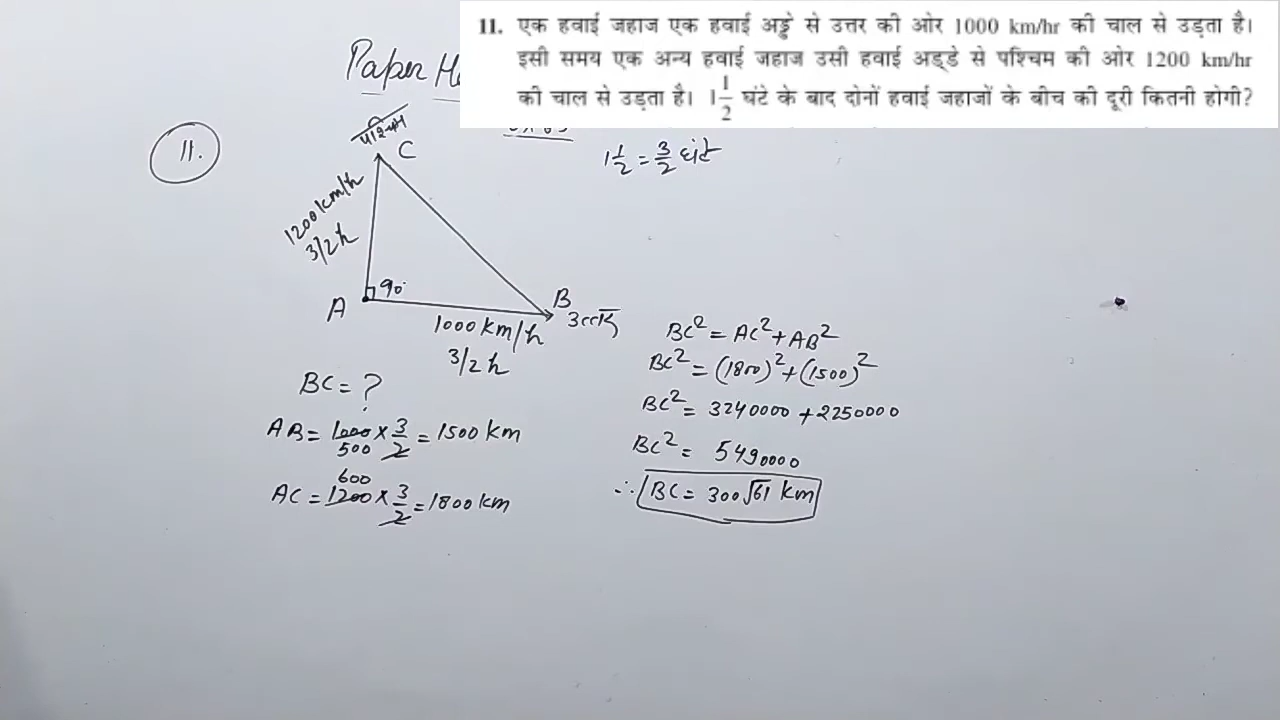 11. एक हवाई जहाज एक हवाई अड्डे से उत्तर की ओर 1000 km/hr की चाल से उड़ता है।
इसी समय एक अन्य हवाई जहाज उसी हवाई अड्डे से पश्चिम की ओर 1200 km/hr
की चाल से उड़ता है। 1 1/2 घंटे के बाद दोनों हवाई जहाजों के बीच की दूरी कितनी होगी?
Paper
11.
पश्चिम
C
1 1/2 = 3/2 घंटे
1200 km/h
3/2 h
90°
A
B
उत्तर
1000 km/h
3/2 h
BC = ?
AB = 1000 × 3/2 = 1500 km
500
600
AC = 1200 × 3/2 = 1800 km
BC² = AC² + AB²
BC² = (1800)² + (1500)²
BC² = 3240000 + 2250000
BC² = 5490000
∴ BC = 300√61 km